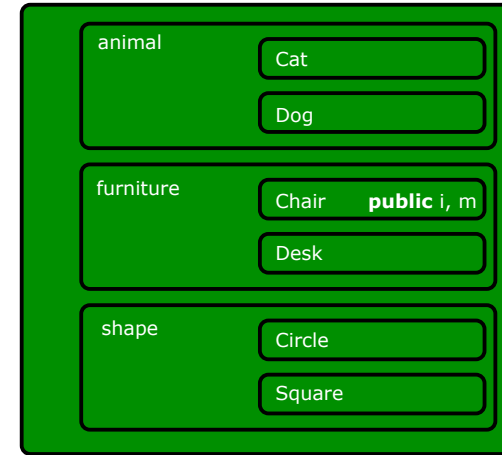 animal
Cat
Dog
furniture
Chair public i, m
Desk
shape
Circle
Square